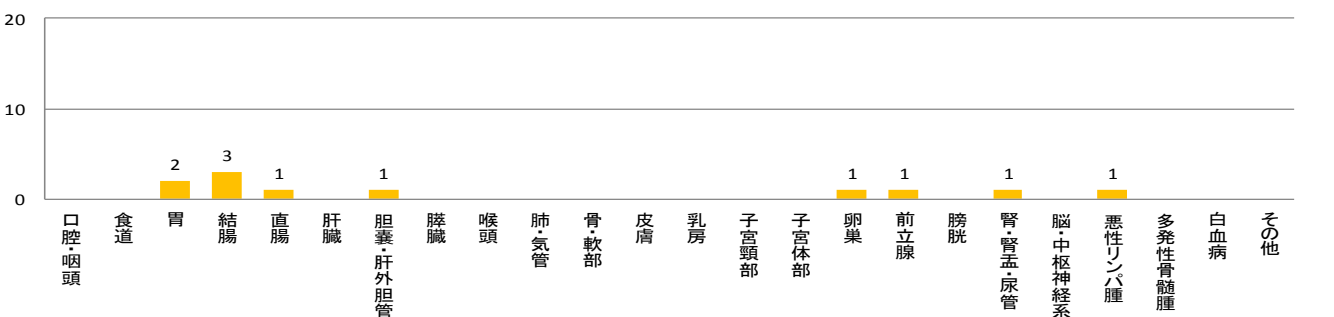 20
10
0
2
3
1
1
1
1
1
1
口腔・咽頭
食道
胃
結腸
直腸
肝臓
胆嚢・肝外胆管
膵臓
喉頭
肺・気管
骨・軟部
皮膚
乳房
子宮頸部
子宮体部
卵巣
前立腺
膀胱
腎・腎盂・尿管
脳・中枢神経系
悪性リンパ腫
多発性骨髄腫
白血病
その他